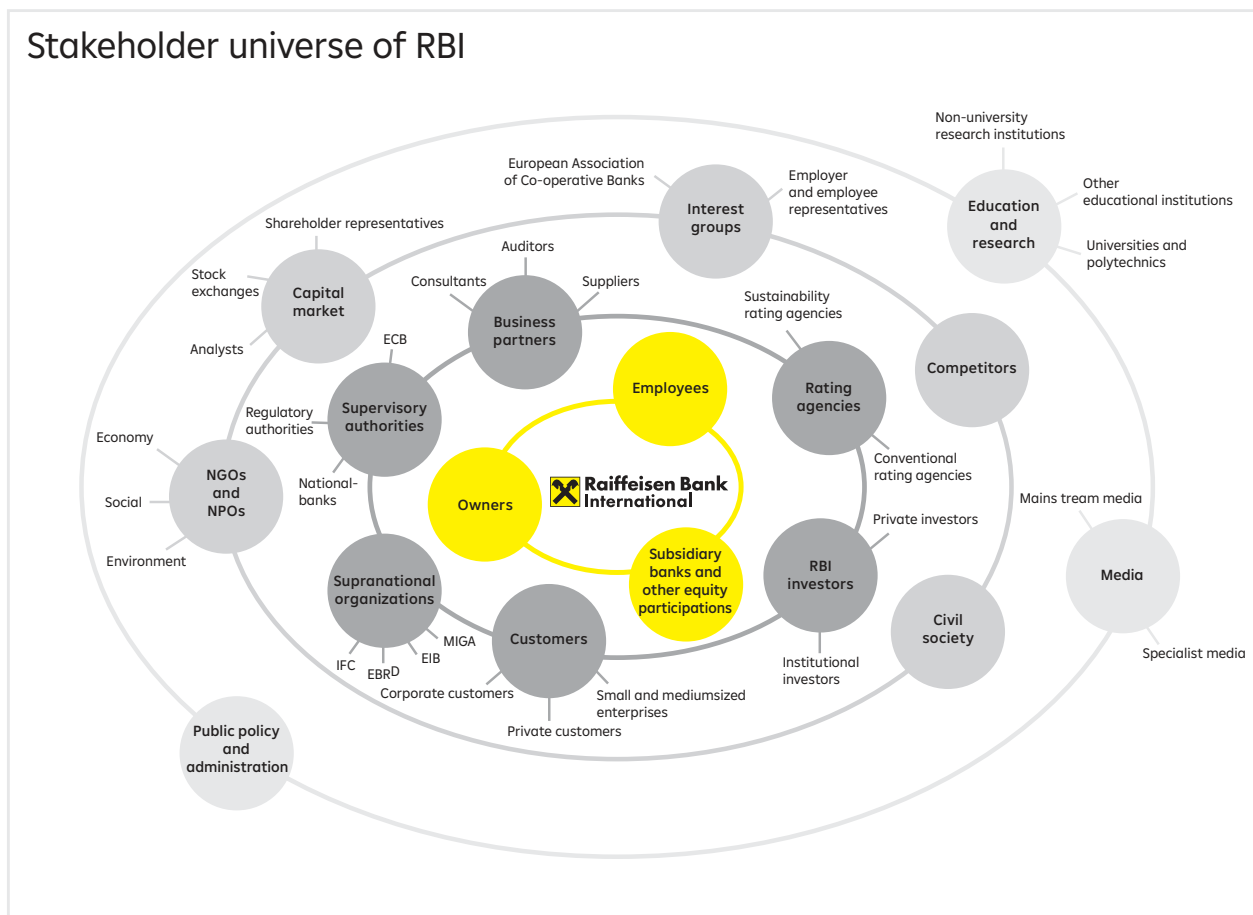 Stakeholder universe of RBI
Non-university
research institutions
Other
educational institutions
Universities and
polytechnics
Education
and
research
European Association
of Co-operative Banks
Employer
and employee
representatives
Interest
groups
Shareholder representatives
Stock
exchanges
Analysts
Capital
market
Auditors
Consultants
Suppliers
Business
partners
Sustainability
rating agencies
Rating
agencies
Conventional
rating agencies
Competitors
ECB
Regulatory
authorities
National-
banks
Supervisory
authorities
Employees
Owners
Raiffeisen Bank
International
Subsidiary
banks and
other equity
participations
Economy
Social
Environment
NGOs
and
NPOs
Mains tream media
Media
Specialist media
Private investors
RBI
investors
Institutional
investors
Civil
society
Supranational
organizations
IFC
EBRD
EIB
MIGA
Customers
Corporate customers
Private customers
Small and mediumsized
enterprises
Public policy
and
administration